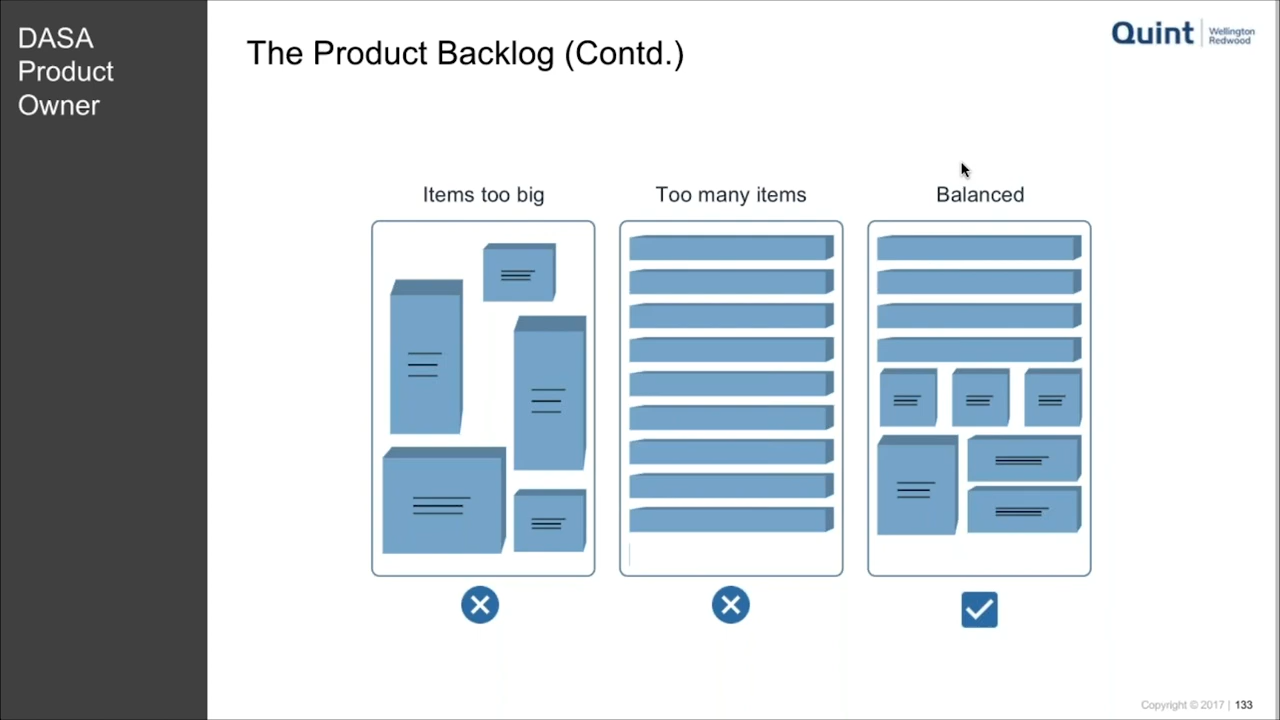 DASA
Product
Owner
The Product Backlog (Contd.)
Quint
Wellington
Redwood
Items too big
Too many items
Balanced
Copyright © 2017 | 133